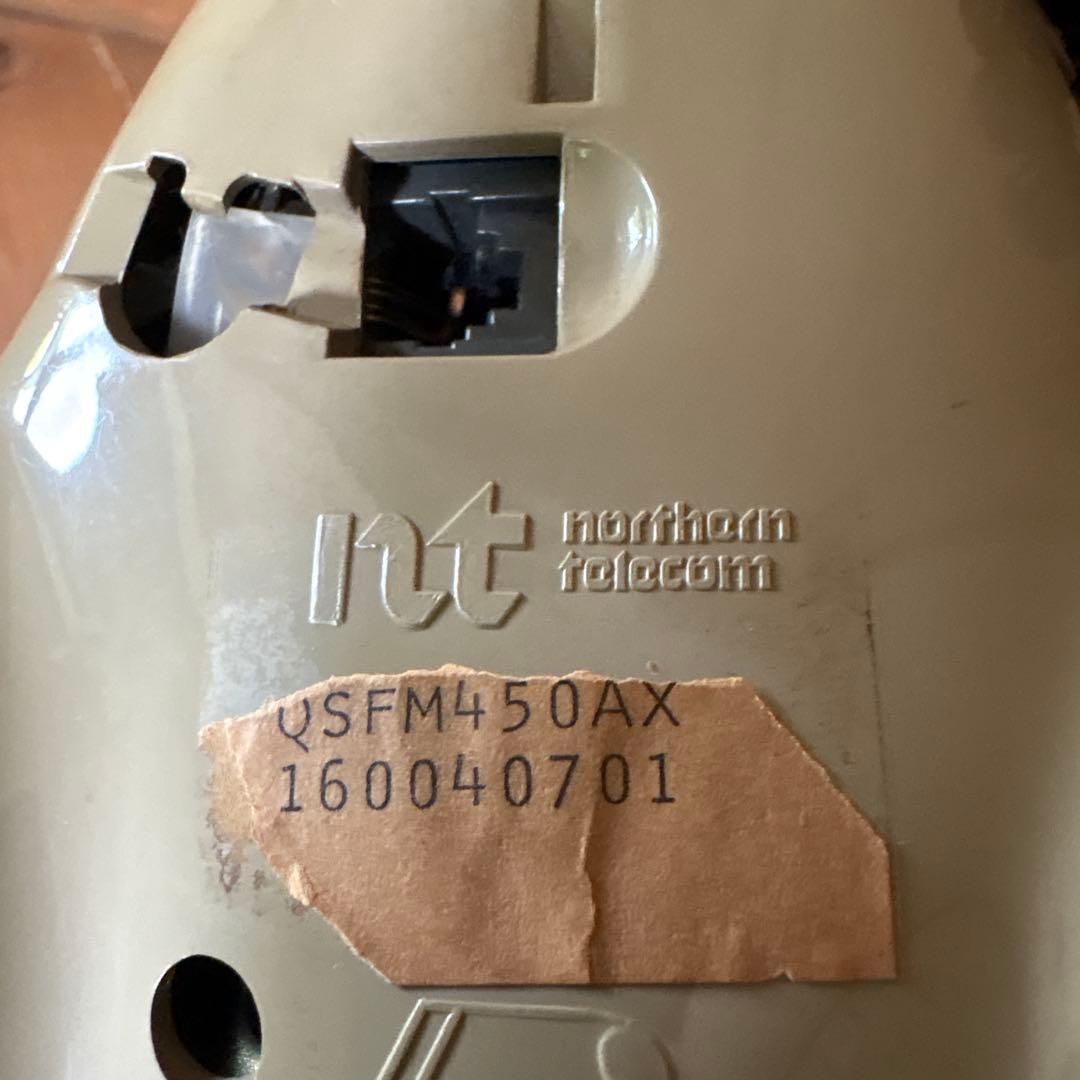 nt
northern
telecom
QSFM450AX
160040701